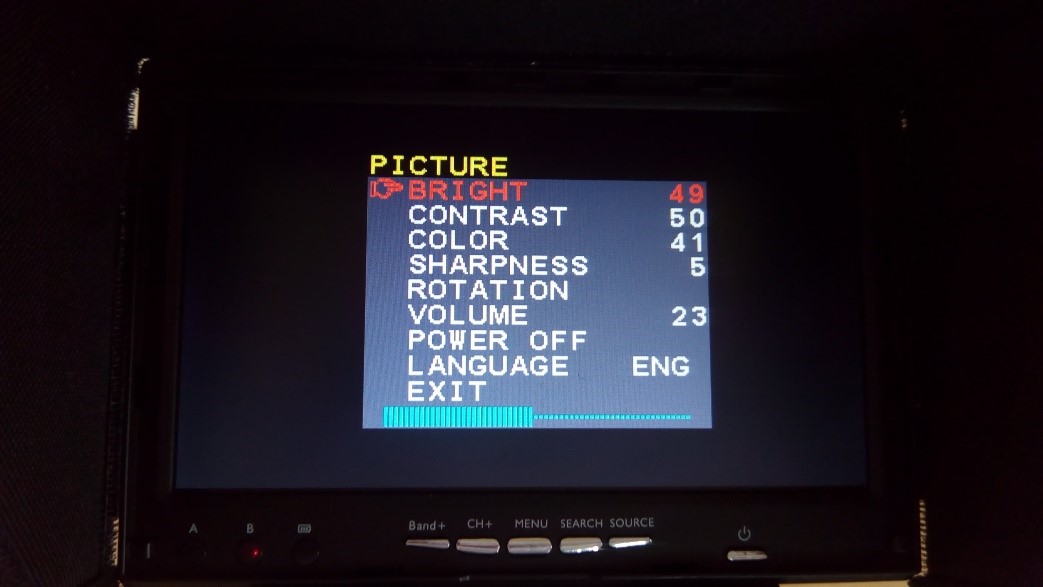 PICTURE
BRIGHT 49
CONTRAST 50
COLOR 41
SHARPNESS 5
ROTATION
VOLUME 23
POWER OFF
LANGUAGE ENG
EXIT
A B Band+ CH+ MENU SEARCH SOURCE